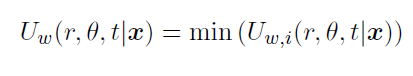 U_w(r, θ, t|x) = min (U_{w,i}(r, θ, t|x))